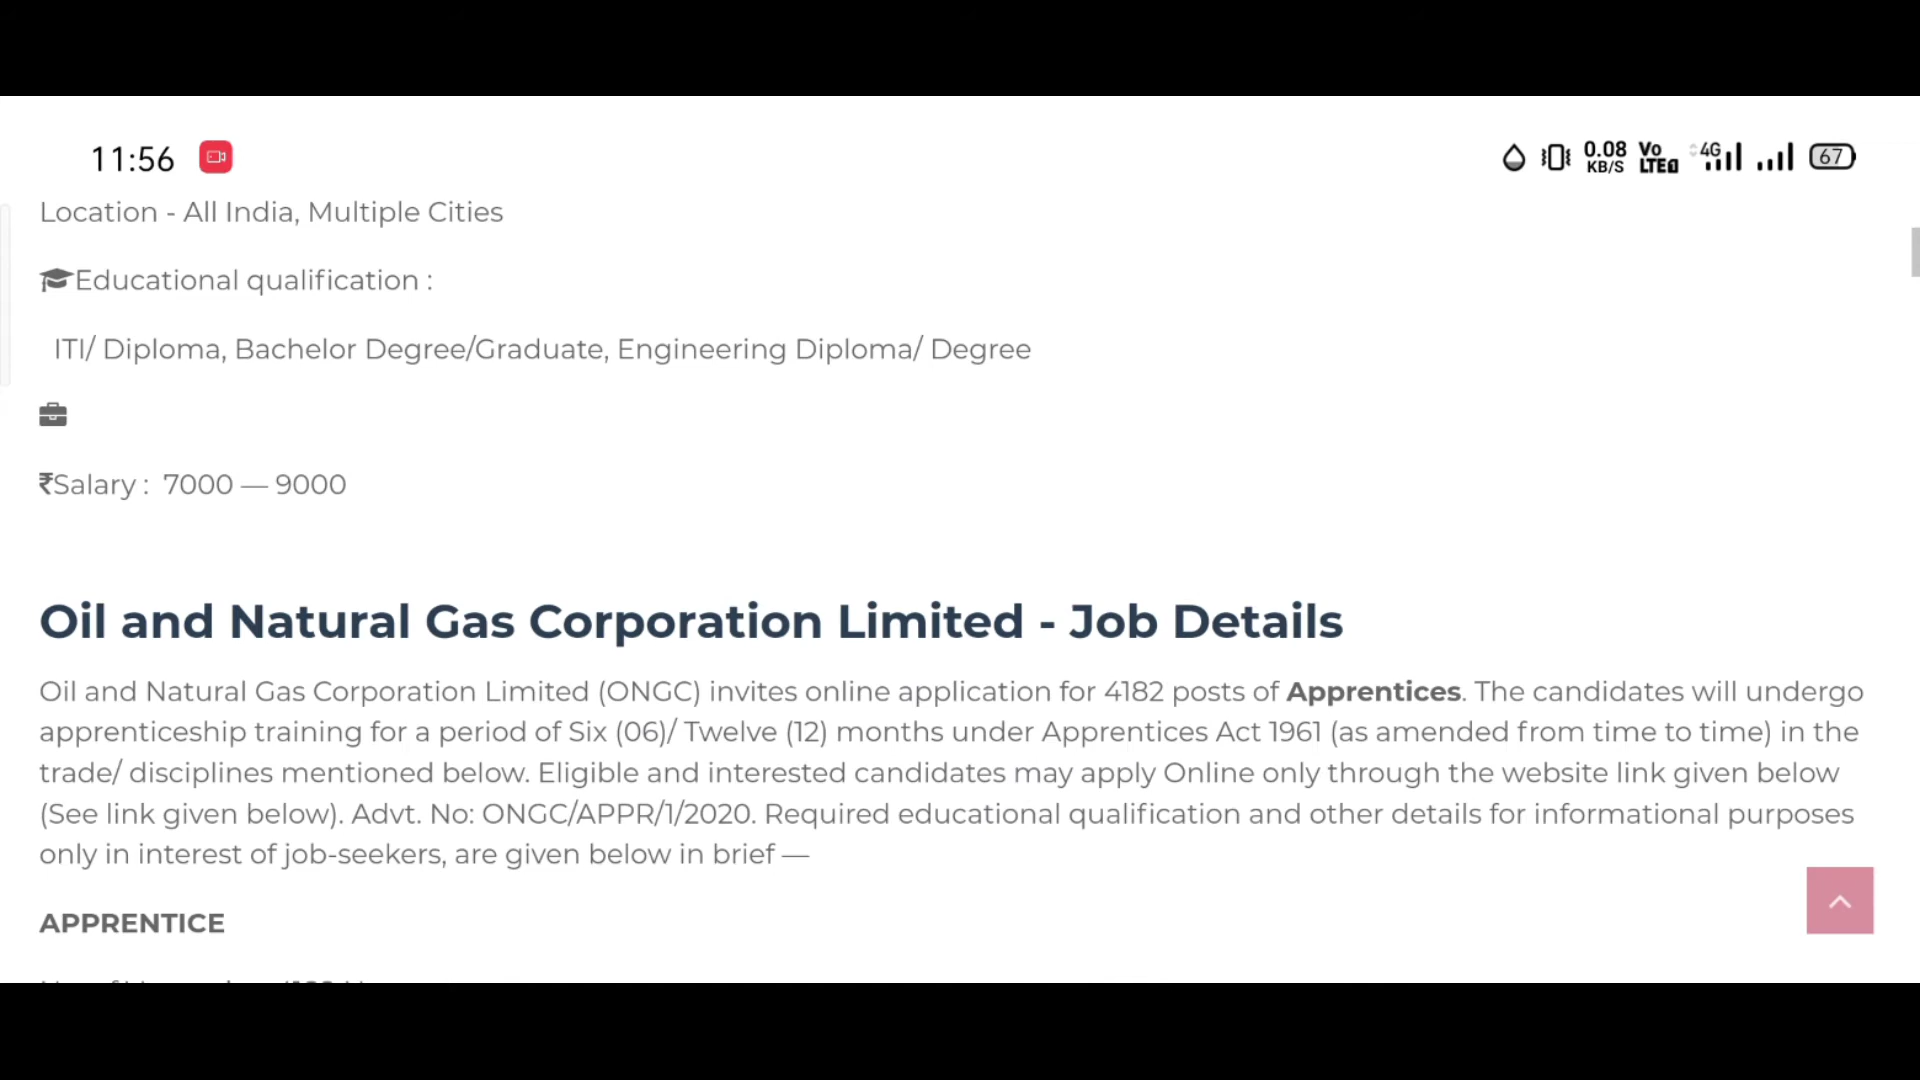 11:56
0.08
KB/S
Vo
LTE1
4G
67
Location - All India, Multiple Cities
Educational qualification :
ITI/ Diploma, Bachelor Degree/Graduate, Engineering Diploma/ Degree
₹Salary : 7000 — 9000
Oil and Natural Gas Corporation Limited - Job Details
Oil and Natural Gas Corporation Limited (ONGC) invites online application for 4182 posts of Apprentices. The candidates will undergo
apprenticeship training for a period of Six (06)/ Twelve (12) months under Apprentices Act 1961 (as amended from time to time) in the
trade/ disciplines mentioned below. Eligible and interested candidates may apply Online only through the website link given below
(See link given below). Advt. No: ONGC/APPR/1/2020. Required educational qualification and other details for informational purposes
only in interest of job-seekers, are given below in brief —
APPRENTICE